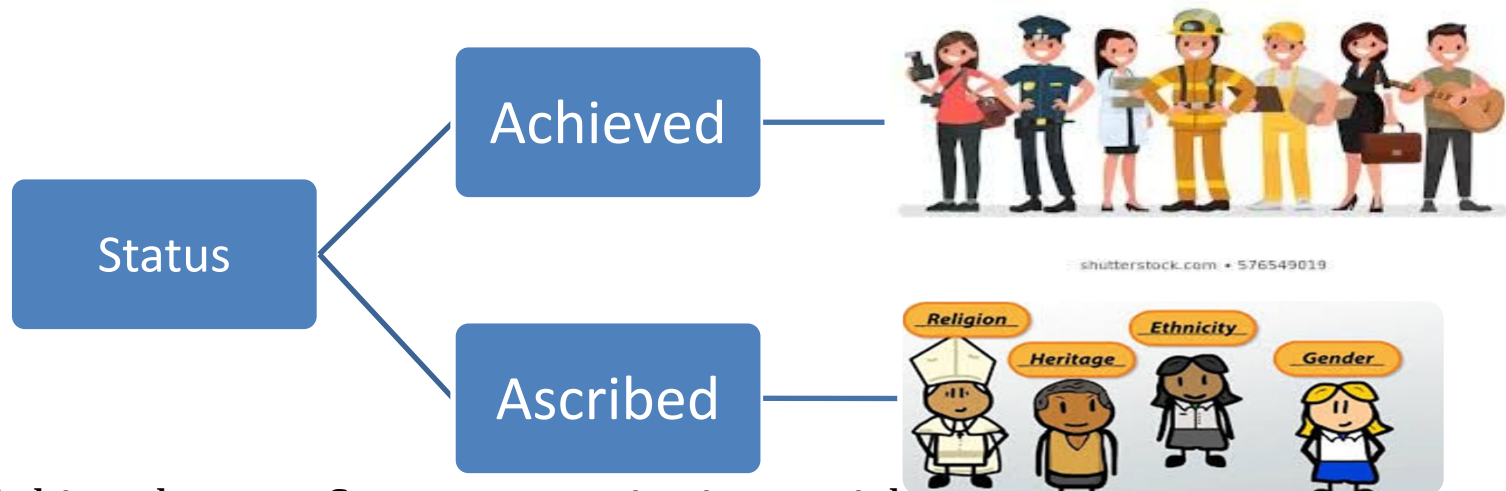 Achieved
Status
shutterstock.com • 576549019
Religion
Ethnicity
Heritage
Gender
Ascribed